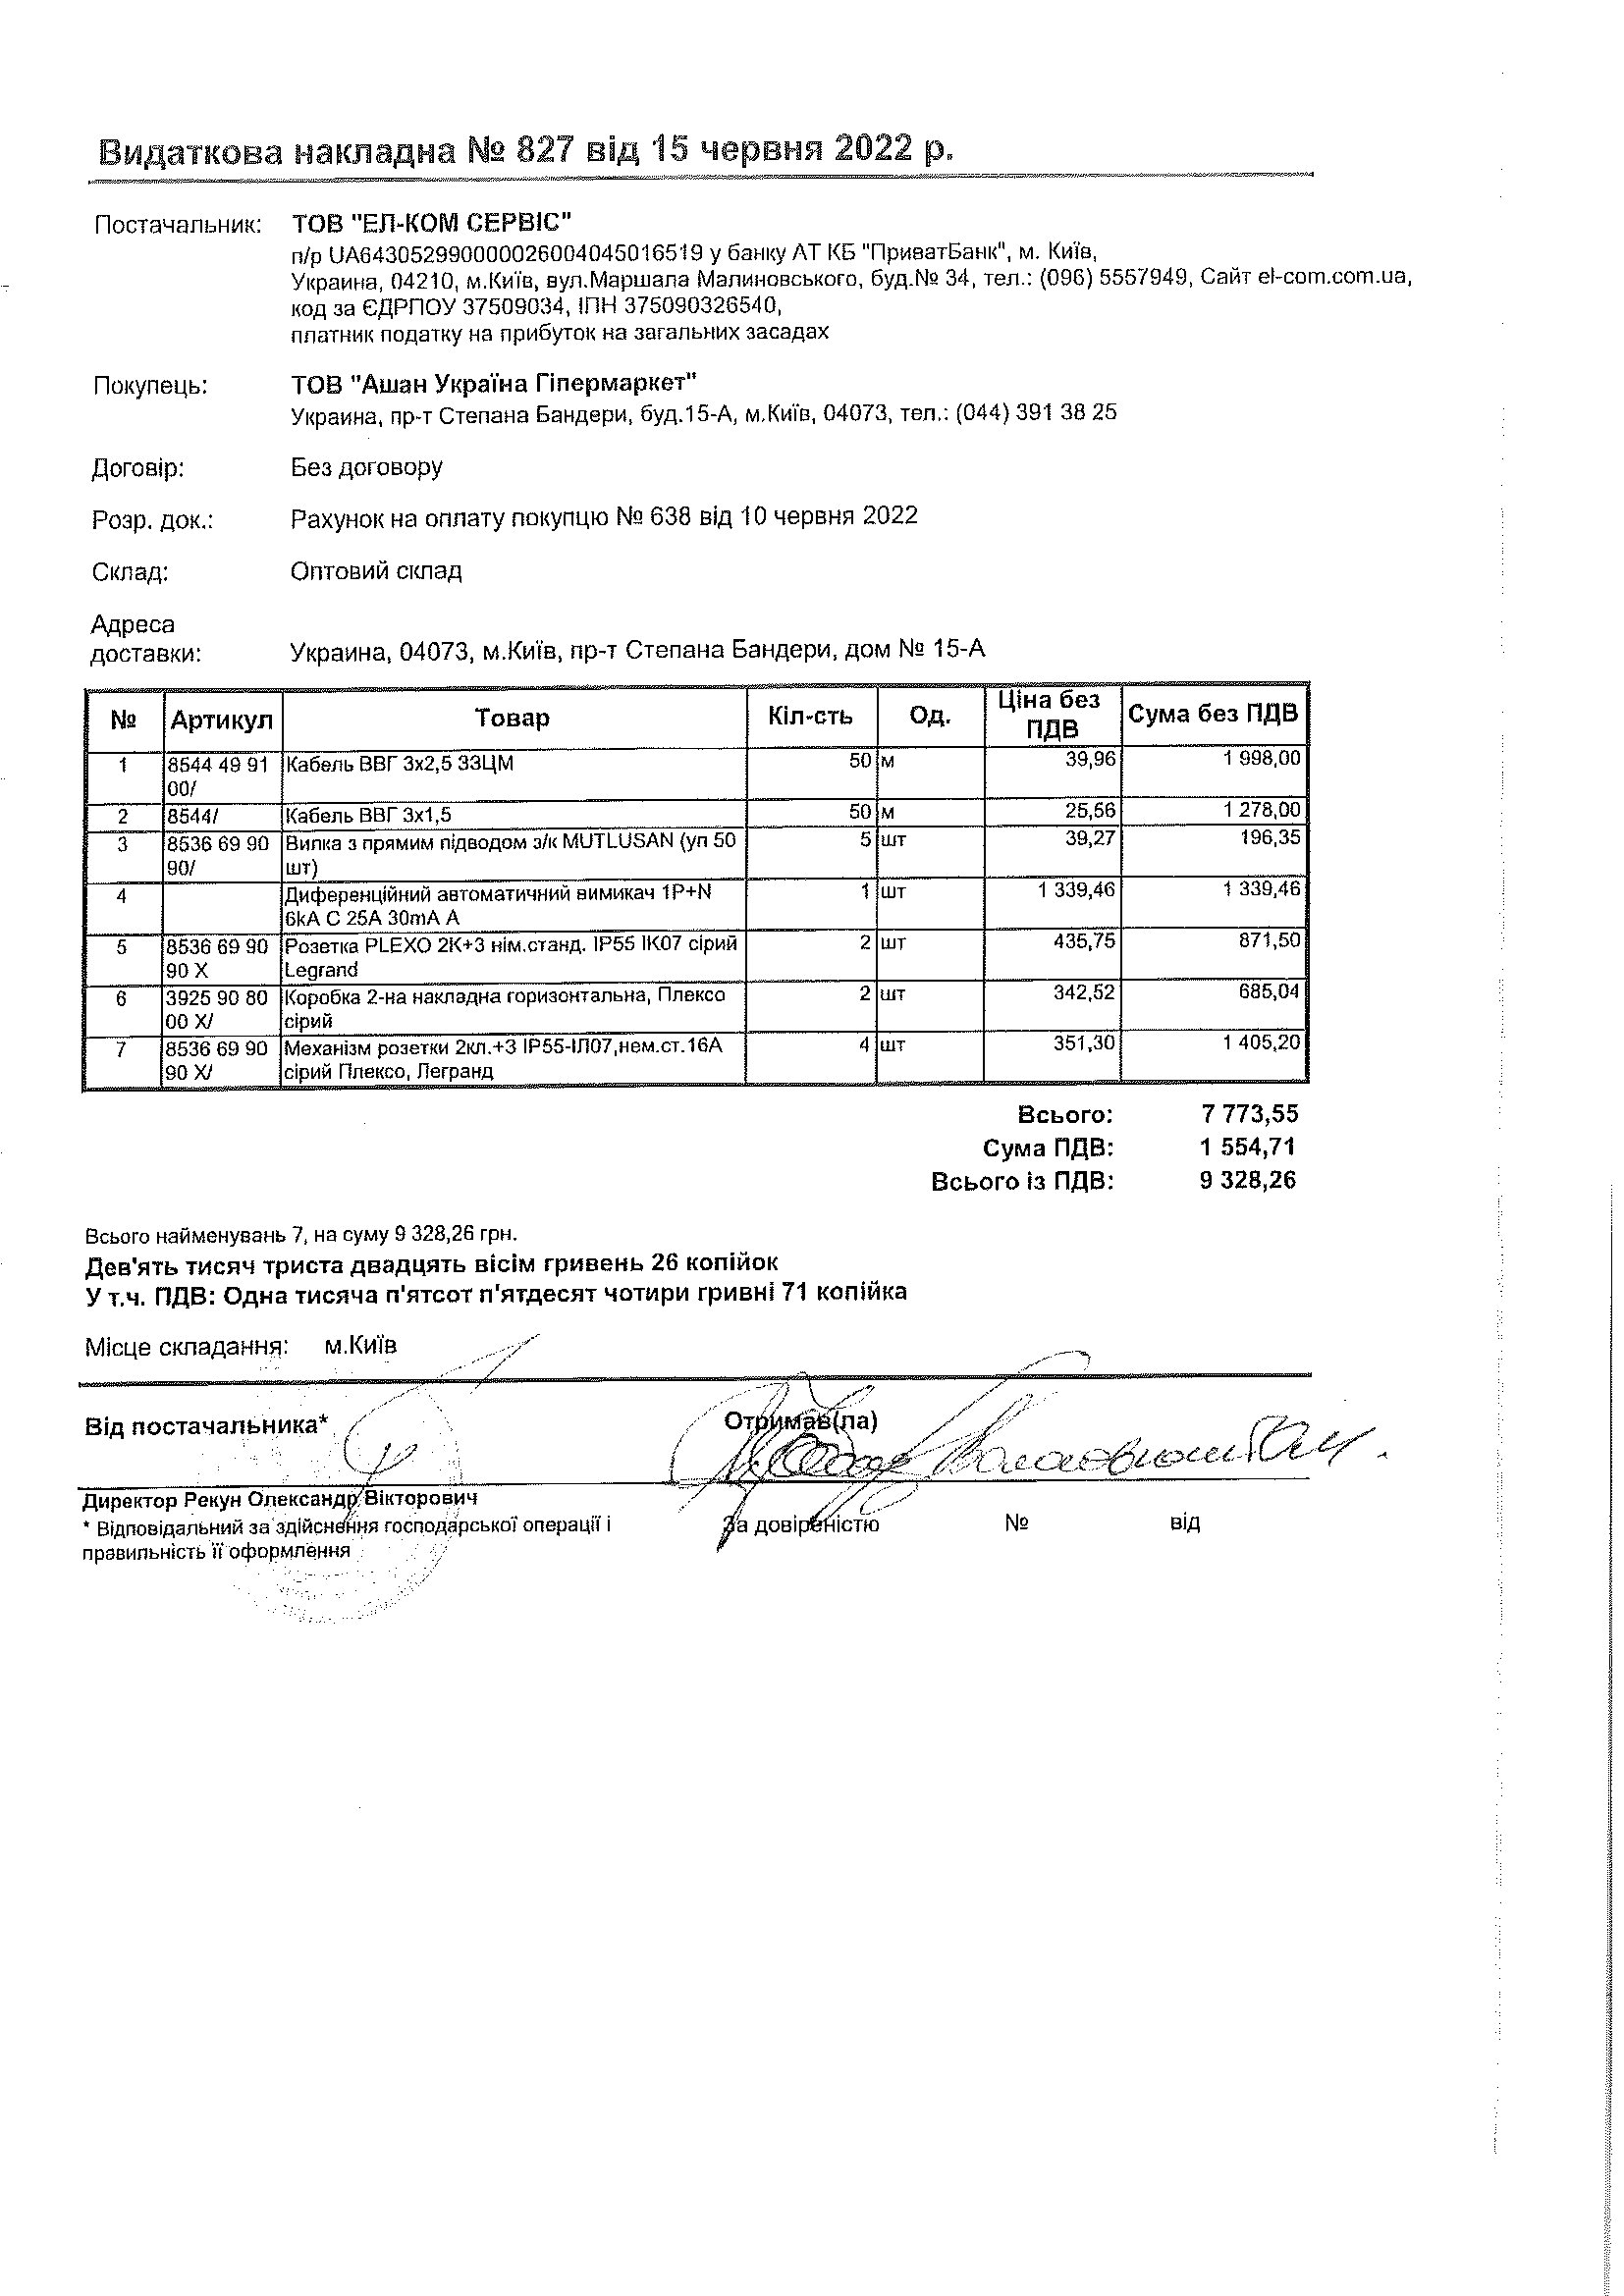 Видаткова накладна № 827 від 15 червня 2022 р.
Постачальник: ТОВ "ЕЛ-КОМ СЕРВІС"
п/р UA643052990000026004045016519 у банку АТ КБ "ПриватБанк", м. Київ,
Украина, 04210, м.Київ, вул.Маршала Малиновського, буд.№ 34, тел.: (096) 5557949, Сайт el-com.com.ua,
код за ЄДРПОУ 37509034, ІПН 375090326540,
платник податку на прибуток на загальних засадах
Покупець: ТОВ "Ашан Україна Гіпермаркет"
Украина, пр-т Степана Бандери, буд.15-А, м.Київ, 04073, тел.: (044) 391 38 25
Договір: Без договору
Розр. док.: Рахунок на оплату покупцю № 638 від 10 червня 2022
Склад: Оптовий склад
Адреса
доставки: Украина, 04073, м.Київ, пр-т Степана Бандери, дом № 15-А
№ Артикул Товар Кіл-сть Од. Ціна без ПДВ Сума без ПДВ
1 8544 49 91 Кабель ВВГ 3х2,5 ЗЗЦМ 50 м 39,96 1 998,00
00/
2 8544/ Кабель ВВГ 3х1,5 50 м 25,56 1 278,00
3 8536 69 90 Вилка з прямим підводом з/к MUTLUSAN (уп 50 5 шт 39,27 196,35
90/ шт)
4 Диференційний автоматичний вимикач 1P+N 1 шт 1 339,46 1 339,46
6kA C 25A 30mA A
5 8536 69 90 Розетка PLEXO 2К+З нім.станд. IP55 IK07 сірий 2 шт 435,75 871,50
90 Х Legrand
6 3925 90 80 Коробка 2-на накладна горизонтальна, Плексо 2 шт 342,52 685,04
00 Х/ сірий
7 8536 69 90 Механізм розетки 2кл.+З IP55-ІЛ07,нем.ст.16А 4 шт 351,30 1 405,20
90 Х/ сірий Плексо, Легранд
Всього: 7 773,55
Сума ПДВ: 1 554,71
Всього із ПДВ: 9 328,26
Всього найменувань 7, на суму 9 328,26 грн.
Дев'ять тисяч триста двадцять вісім гривень 26 копійок
У т.ч. ПДВ: Одна тисяча п'ятсот п'ятдесят чотири гривні 71 копійка
Місце складання: м.Київ
Від постачальника* Отримав(ла)
Директор Рекун Олександр Вікторович
* Відповідальний за здійснення господарської операції і За довіреністю № від
правильність її оформлення